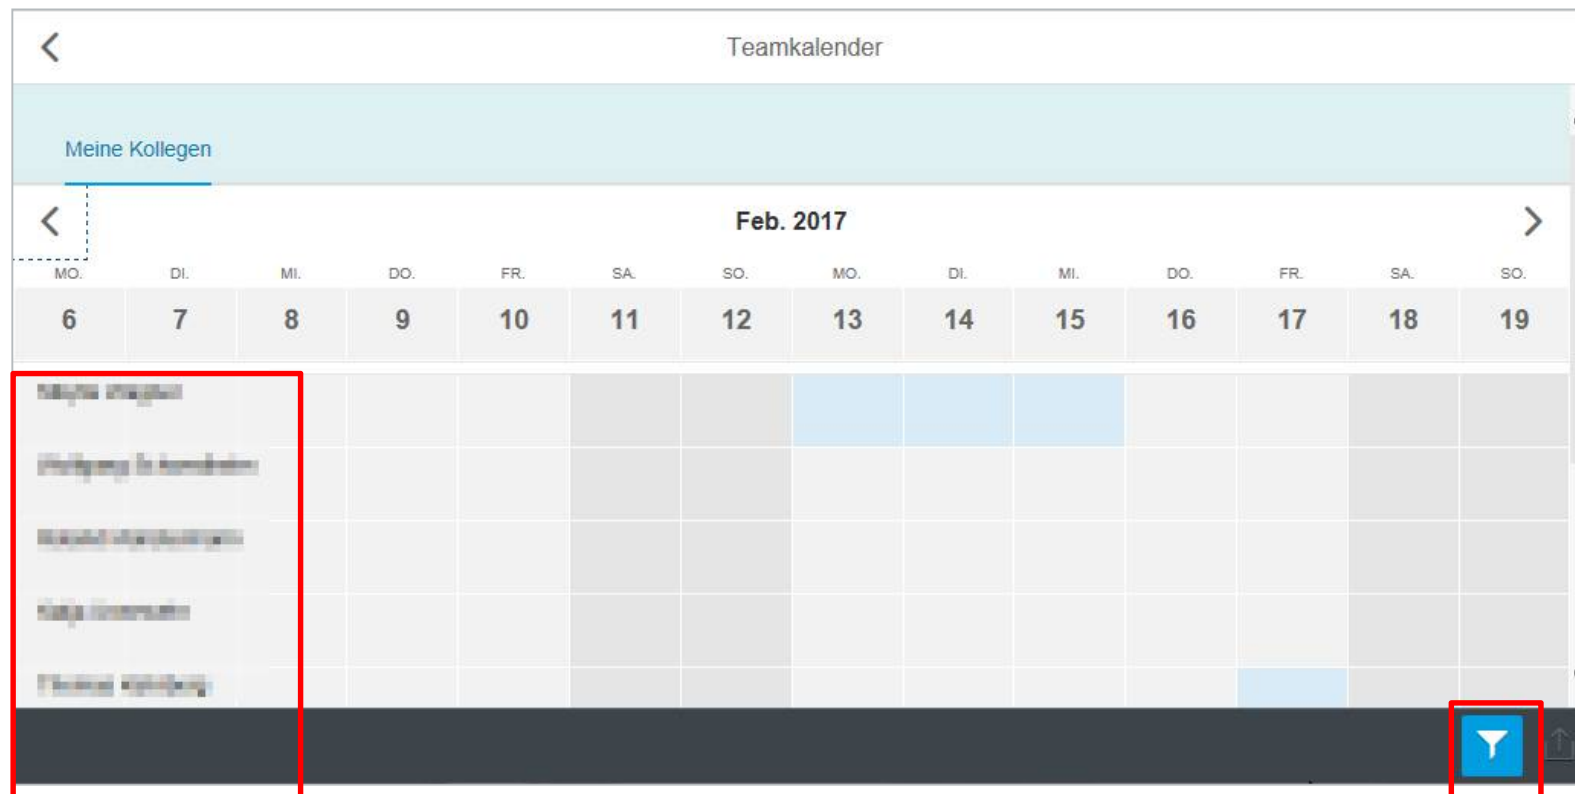 Teamkalender
Meine Kollegen
Feb. 2017
MO. DI. MI. DO. FR. SA. SO. MO. DI. MI. DO. FR. SA. SO.
6 7 8 9 10 11 12 13 14 15 16 17 18 19